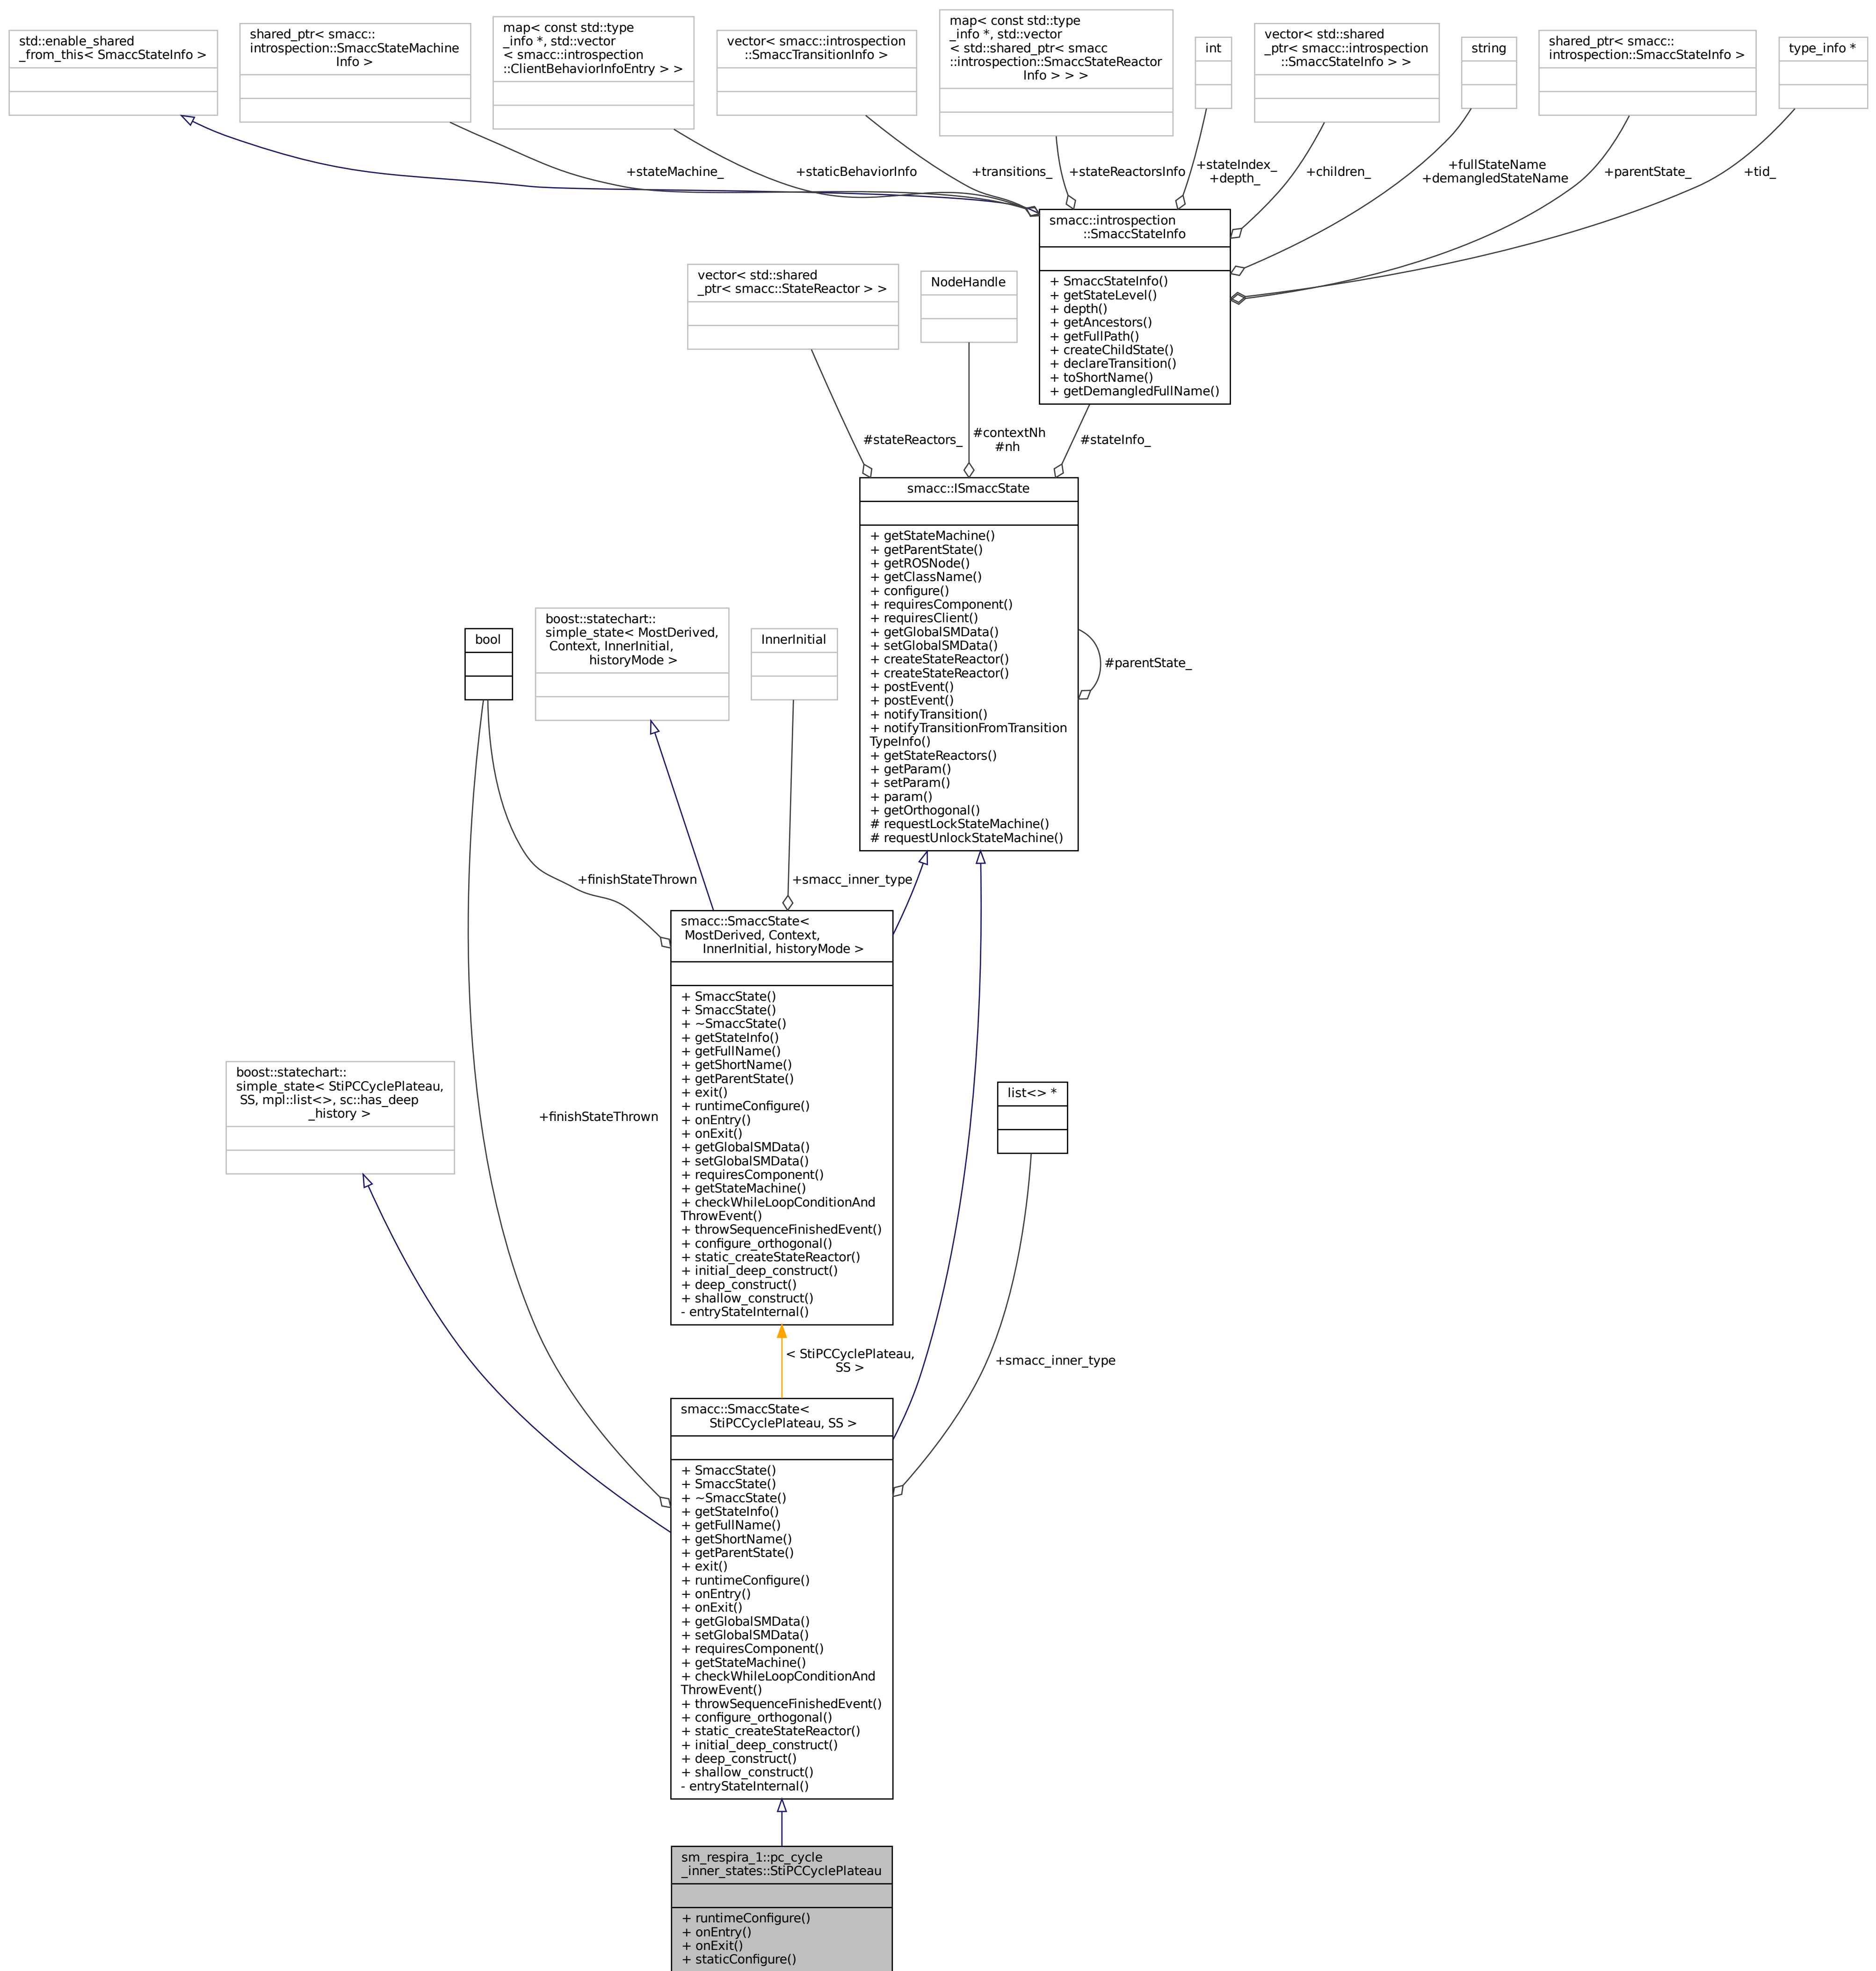 std::enable_shared
_from_this< SmaccStateInfo >
shared_ptr< smacc::
introspection::SmaccStateMachine
Info >
map< const std::type
_info *, std::vector
< smacc::introspection
::ClientBehaviorInfoEntry > >
vector< smacc::introspection
::SmaccTransitionInfo >
map< const std::type
_info *, std::vector
< std::shared_ptr< smacc
::introspection::SmaccStateReactor
Info > > >
int
vector< std::shared
_ptr< smacc::introspection
::SmaccStateInfo > >
string
shared_ptr< smacc::
introspection::SmaccStateInfo >
type_info *
+stateMachine_
+staticBehaviorInfo
+transitions_
+stateReactorsInfo
+stateIndex_
+depth_
+children_
+fullStateName
+demangledStateName
+parentState_
+tid_
smacc::introspection
::SmaccStateInfo
+ SmaccStateInfo()
+ getStateLevel()
+ depth()
+ getAncestors()
+ getFullPath()
+ createChildState()
+ declareTransition()
+ toShortName()
+ getDemangledFullName()
vector< std::shared
_ptr< smacc::StateReactor > >
NodeHandle
#stateReactors_
#contextNh
#nh
#stateInfo_
smacc::ISmaccState
+ getStateMachine()
+ getParentState()
+ getROSNode()
+ getClassName()
+ configure()
+ requiresComponent()
+ requiresClient()
+ getGlobalSMData()
+ setGlobalSMData()
+ createStateReactor()
+ createStateReactor()
+ postEvent()
+ postEvent()
+ notifyTransition()
+ notifyTransitionFromTransition
TypeInfo()
+ getStateReactors()
+ getParam()
+ setParam()
+ param()
+ getOrthogonal()
# requestLockStateMachine()
# requestUnlockStateMachine()
#parentState_
bool
boost::statechart::
simple_state< MostDerived,
Context, InnerInitial,
historyMode >
InnerInitial
+finishStateThrown
+smacc_inner_type
smacc::SmaccState<
MostDerived, Context,
InnerInitial, historyMode >
+ SmaccState()
+ SmaccState()
+ ~SmaccState()
+ getStateInfo()
+ getFullName()
+ getShortName()
+ getParentState()
+ exit()
+ runtimeConfigure()
+ onEntry()
+ onExit()
+ getGlobalSMData()
+ setGlobalSMData()
+ requiresComponent()
+ getStateMachine()
+ checkWhileLoopConditionAnd
ThrowEvent()
+ throwSequenceFinishedEvent()
+ configure_orthogonal()
+ static_createStateReactor()
+ initial_deep_construct()
+ deep_construct()
+ shallow_construct()
- entryStateInternal()
boost::statechart::
simple_state< StiPCCyclePlateau,
SS, mpl::list<>, sc::has_deep
_history >
+finishStateThrown
list<> *
< StiPCCyclePlateau,
SS >
+smacc_inner_type
smacc::SmaccState<
StiPCCyclePlateau, SS >
+ SmaccState()
+ SmaccState()
+ ~SmaccState()
+ getStateInfo()
+ getFullName()
+ getShortName()
+ getParentState()
+ exit()
+ runtimeConfigure()
+ onEntry()
+ onExit()
+ getGlobalSMData()
+ setGlobalSMData()
+ requiresComponent()
+ getStateMachine()
+ checkWhileLoopConditionAnd
ThrowEvent()
+ throwSequenceFinishedEvent()
+ configure_orthogonal()
+ static_createStateReactor()
+ initial_deep_construct()
+ deep_construct()
+ shallow_construct()
- entryStateInternal()
sm_respira_1::pc_cycle
_inner_states::StiPCCyclePlateau
+ runtimeConfigure()
+ onEntry()
+ onExit()
+ staticConfigure()